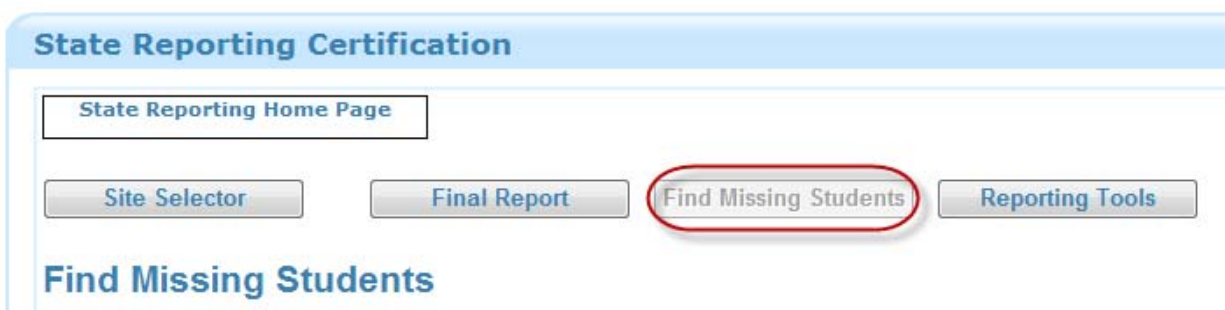 State Reporting Certification
State Reporting Home Page
Site Selector Final Report Find Missing Students Reporting Tools
Find Missing Students